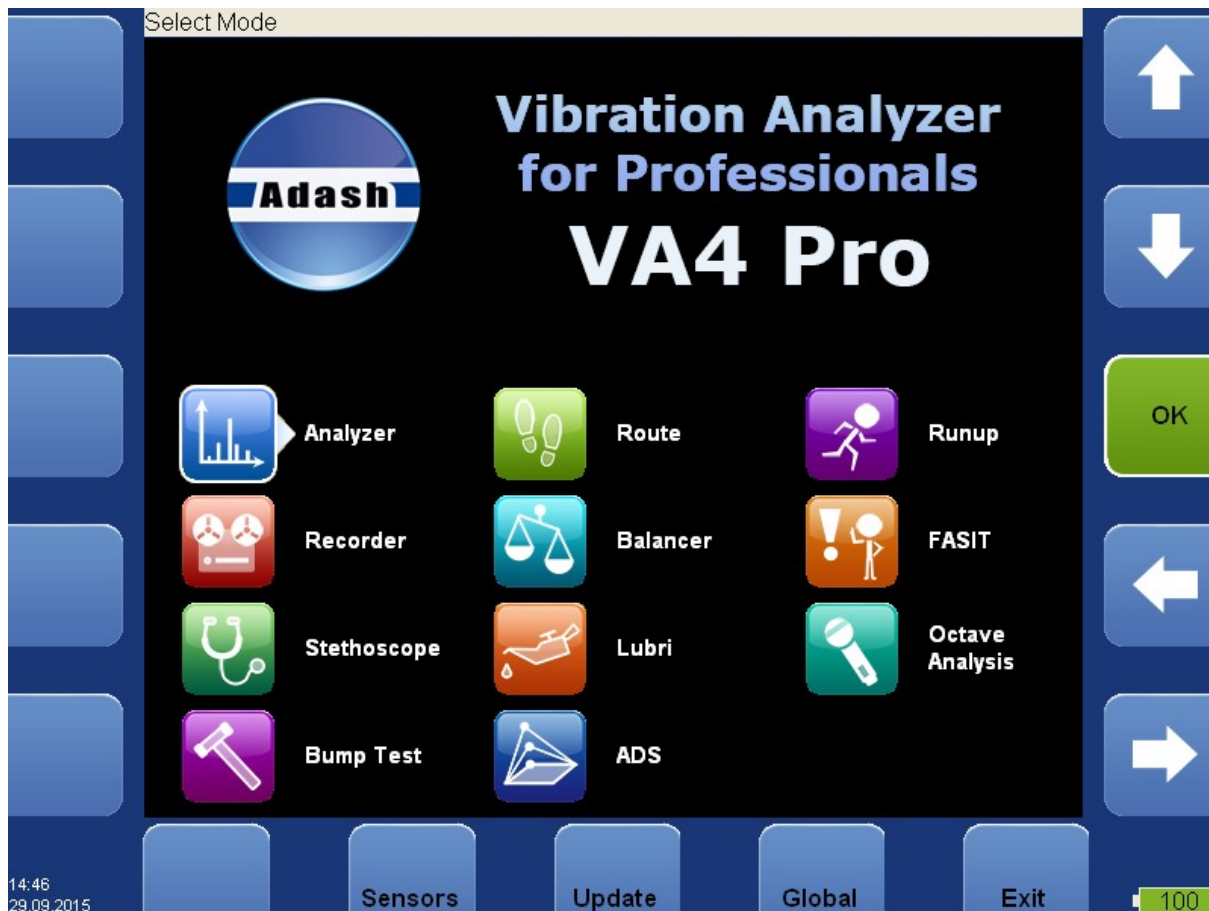 Select Mode
Adash
Vibration Analyzer
for Professionals
VA4 Pro
Analyzer
Route
Runup
OK
Recorder
Balancer
FASIT
Stethoscope
Lubri
Octave
Analysis
Bump Test
ADS
14:46
29.09.2015
Sensors
Update
Global
Exit
100